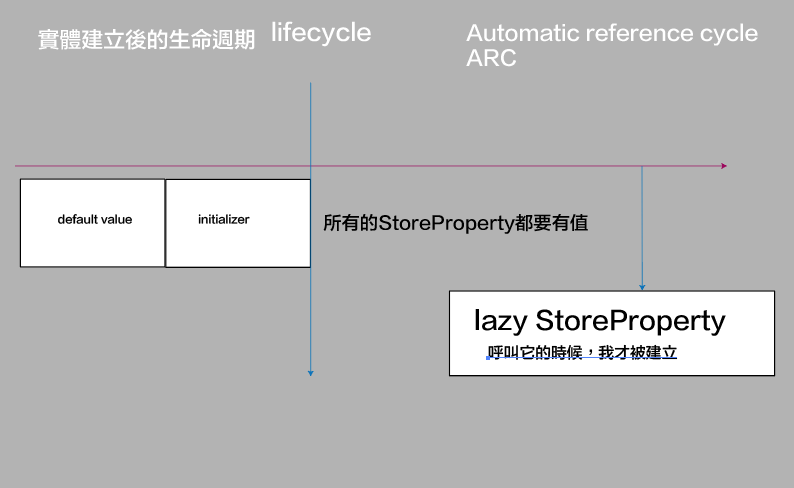 實體建立後的生命週期 lifecycle
Automatic reference cycle
ARC
default value
initializer
所有的StoreProperty都要有值
lazy StoreProperty
呼叫它的時候，我才被建立